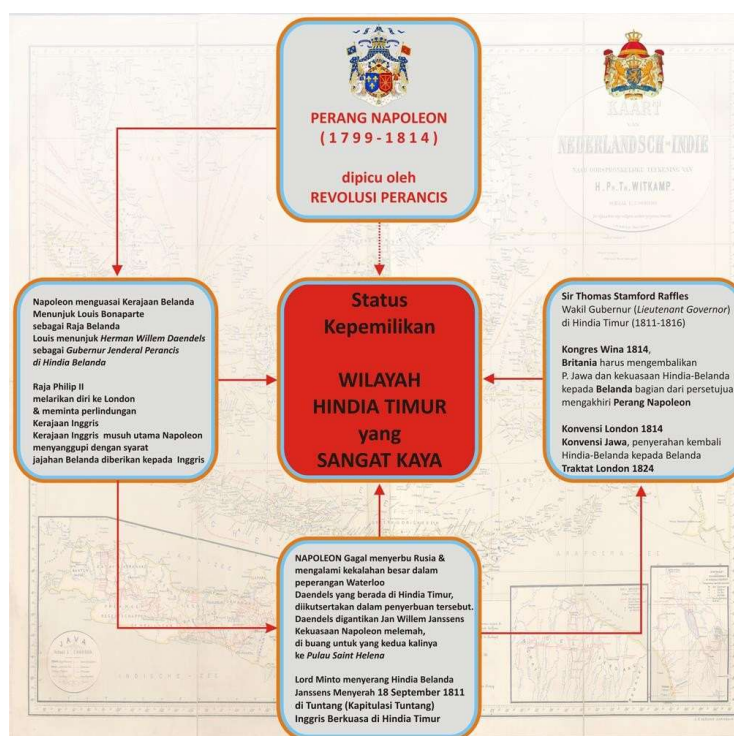 PERANG NAPOLEON
(1799-1814)
dipicu oleh
REVOLUSI PERANCIS
KAART
NEDERLANDSCH-INDIE
H. Ph. Th. WITKAMP.
Napoleon menguasai Kerajaan Belanda
Menunjuk Louis Bonaparte
sebagai Raja Belanda
Louis menunjuk Herman Willem Daendels
sebagai Gubernur Jenderal Perancis
di Hindia Belanda
Raja Philip II
melarikan diri ke London
& meminta perlindungan
Kerajaan Inggris
Kerajaan Inggris musuh utama Napoleon
menyanggupi dengan syarat
jajahan Belanda diberikan kepada Inggris
Status
Kepemilikan
WILAYAH
HINDIA TIMUR
yang
SANGAT KAYA
Sir Thomas Stamford Raffles
Wakil Gubernur (Lieutenant Governor)
di Hindia Timur (1811-1816)
Kongres Wina 1814,
Britania harus mengembalikan
P. Jawa dan kekuasaan Hindia-Belanda
kepada Belanda bagian dari persetujua
mengakhiri Perang Napoleon
Konvensi London 1814
Konvensi Jawa, penyerahan kembali
Hindia-Belanda kepada Belanda
Traktat London 1824
NAPOLEON Gagal menyerbu Rusia &
mengalami kekalahan besar dalam
peperangan Waterloo
Daendels yang berada di Hindia Timur,
diikutsertakan dalam penyerbuan tersebut.
Daendels digantikan Jan Willem Janssens
Kekuasaan Napoleon melemah,
di buang untuk yang kedua kalinya
ke Pulau Saint Helena
Lord Minto menyerang Hindia Belanda
Janssens Menyerah 18 September 1811
di Tuntang (Kapitulasi Tuntang)
Inggris Berkuasa di Hindia Timur
JAVA